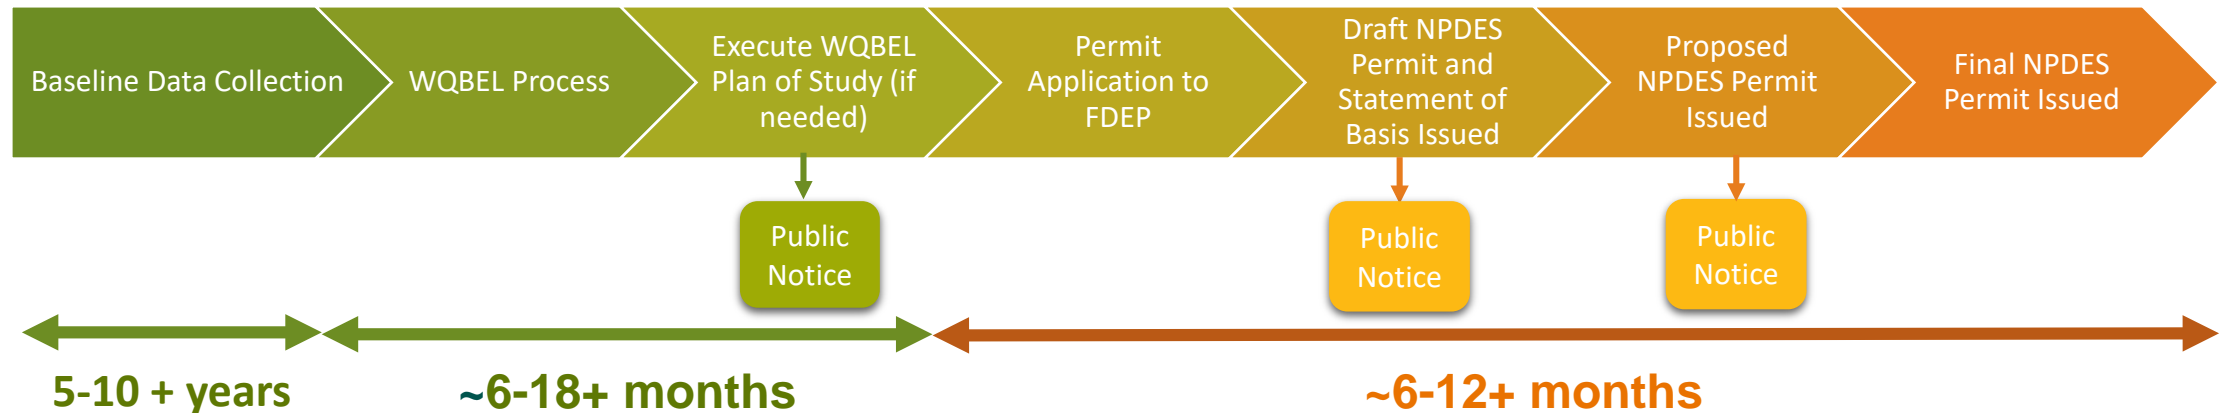 Baseline Data Collection
WQBEL Process
Execute WQBEL
Plan of Study (if
needed)
Permit
Application to
FDEP
Draft NPDES
Permit and
Statement of
Basis Issued
Proposed
NPDES Permit
Issued
Final NPDES
Permit Issued
Public
Notice
Public
Notice
Public
Notice
5-10 + years
~6-18+ months
~6-12+ months